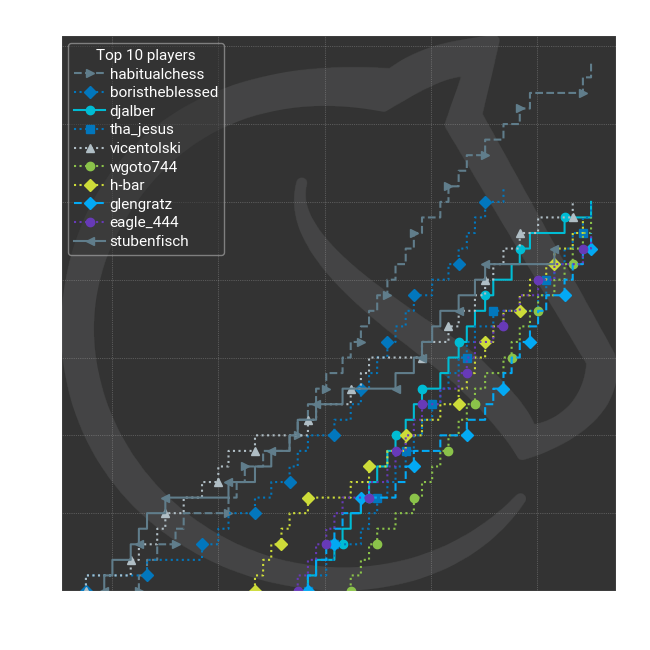 Top 10 players
habitualchess
boristheblessed
djalber
tha_jesus
vicentolski
wgoto744
h-bar
glengratz
eagle_444
stubenfisch